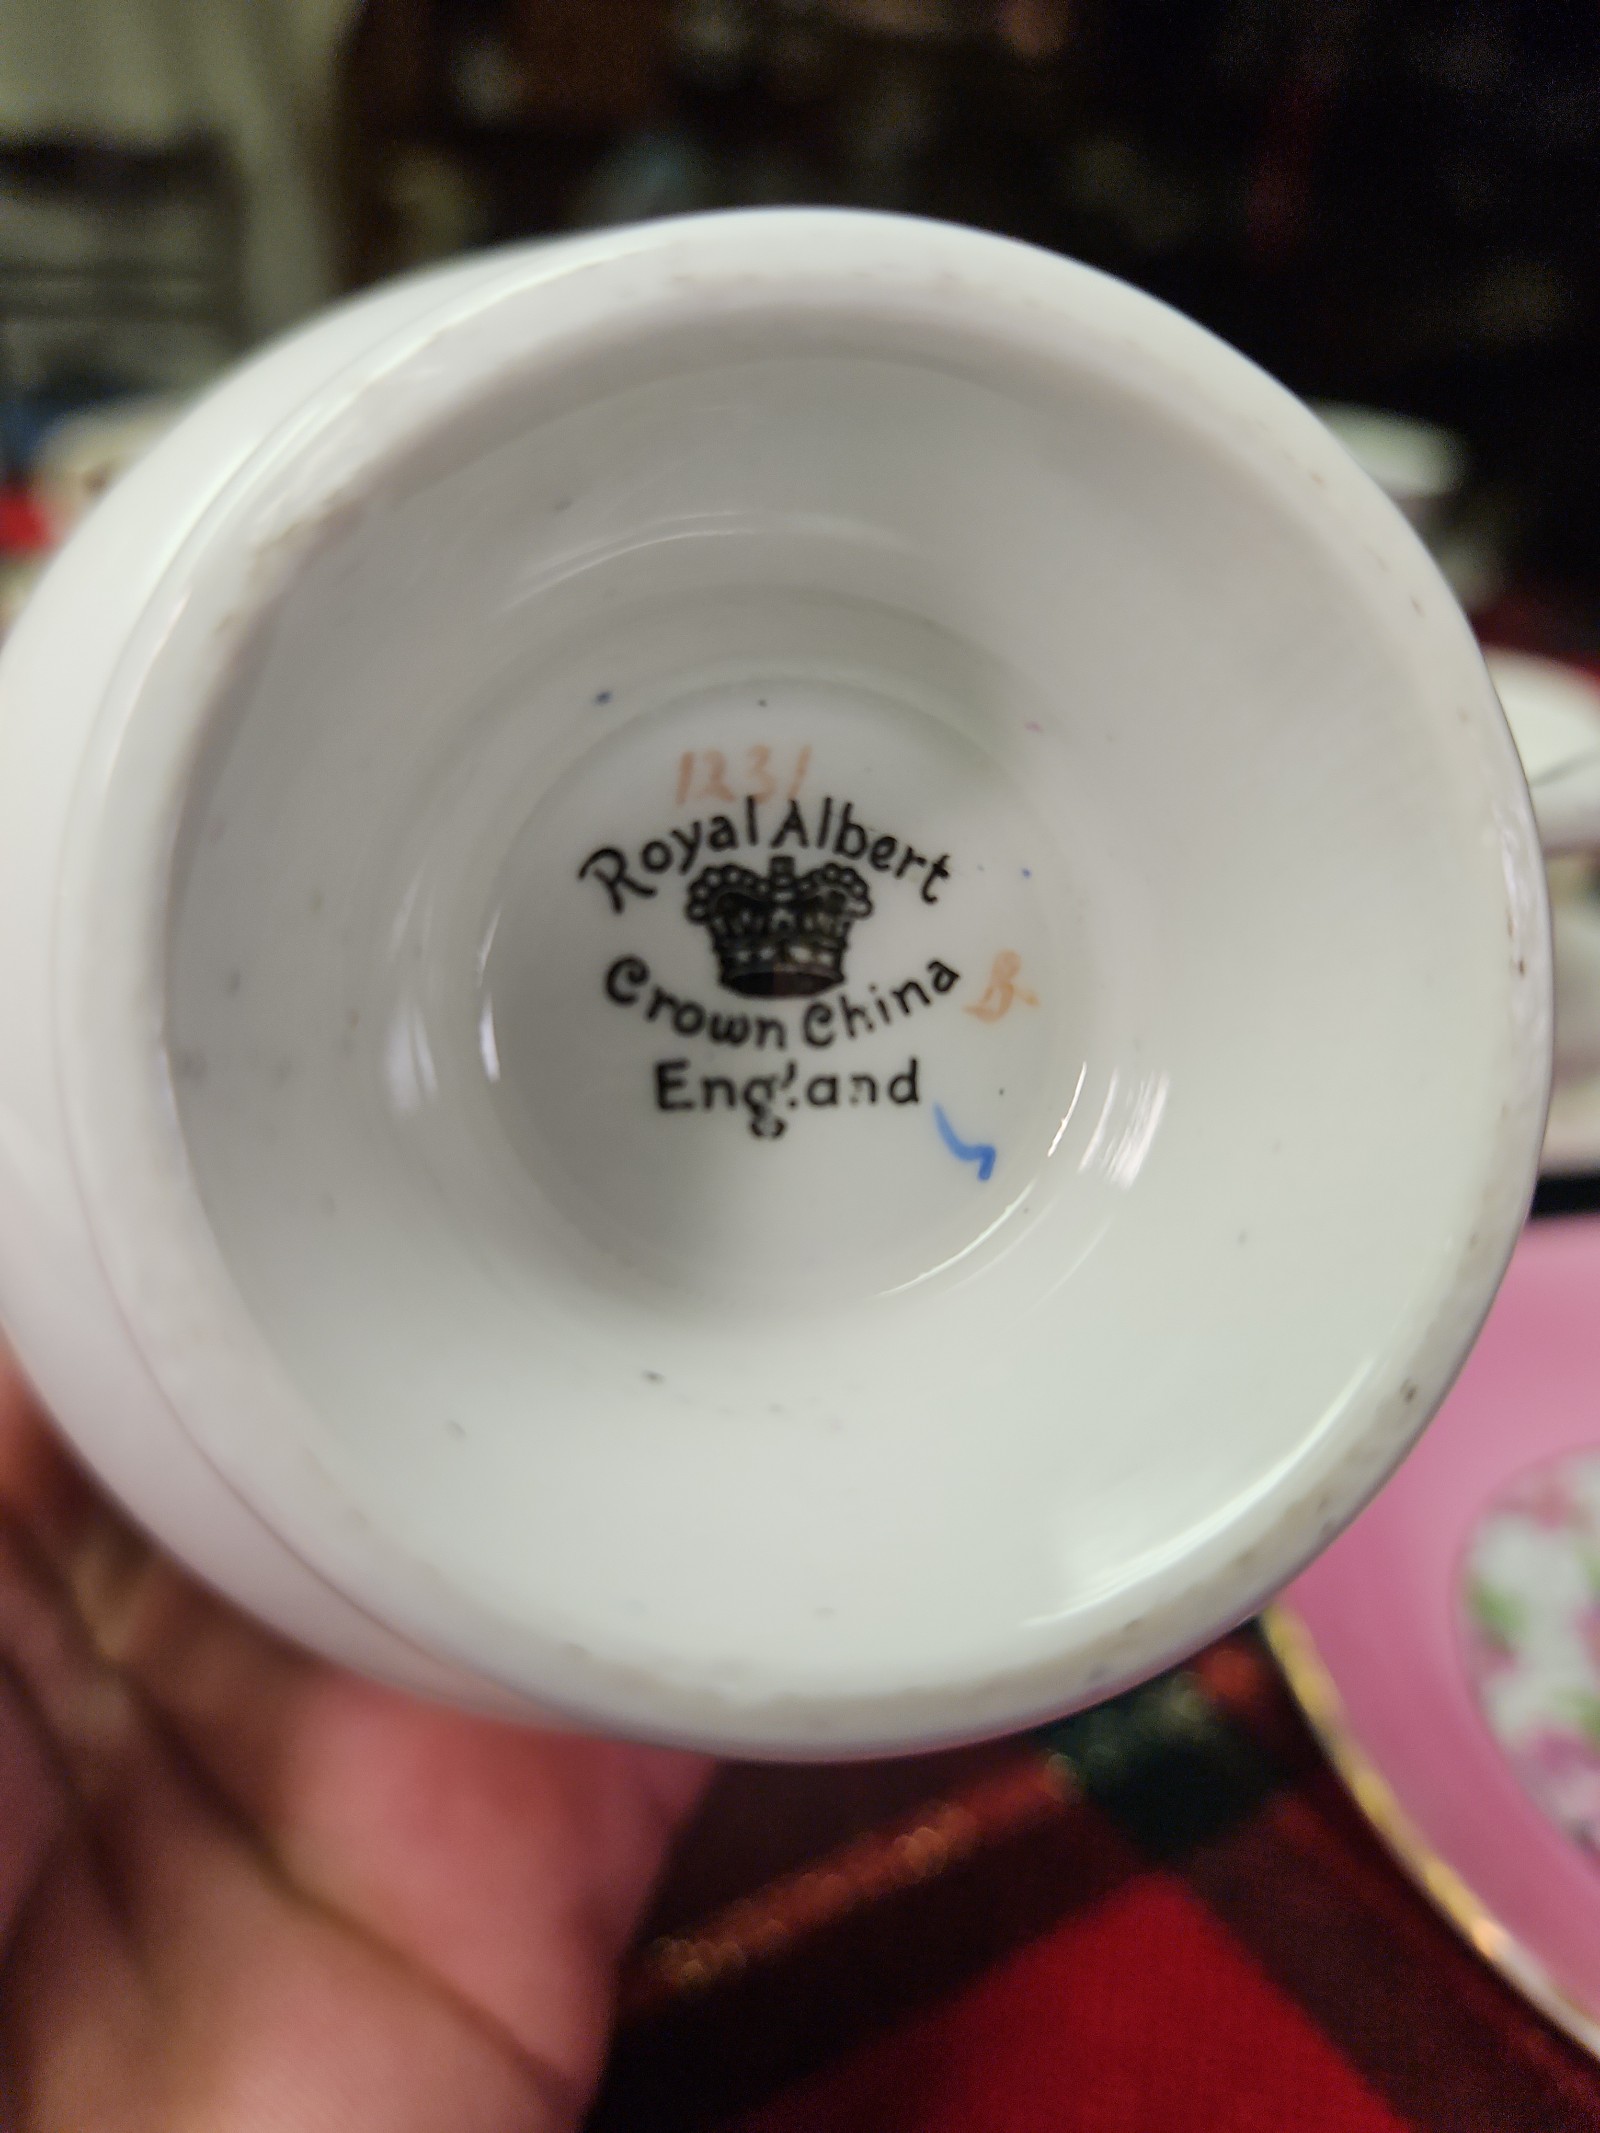 1231
Royal Albert
Crown China
England